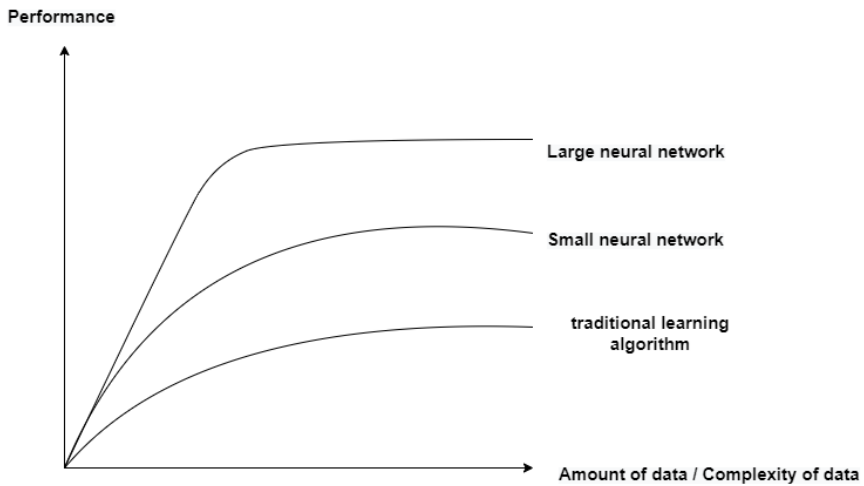 Performance
Large neural network
Small neural network
traditional learning
algorithm
Amount of data / Complexity of data